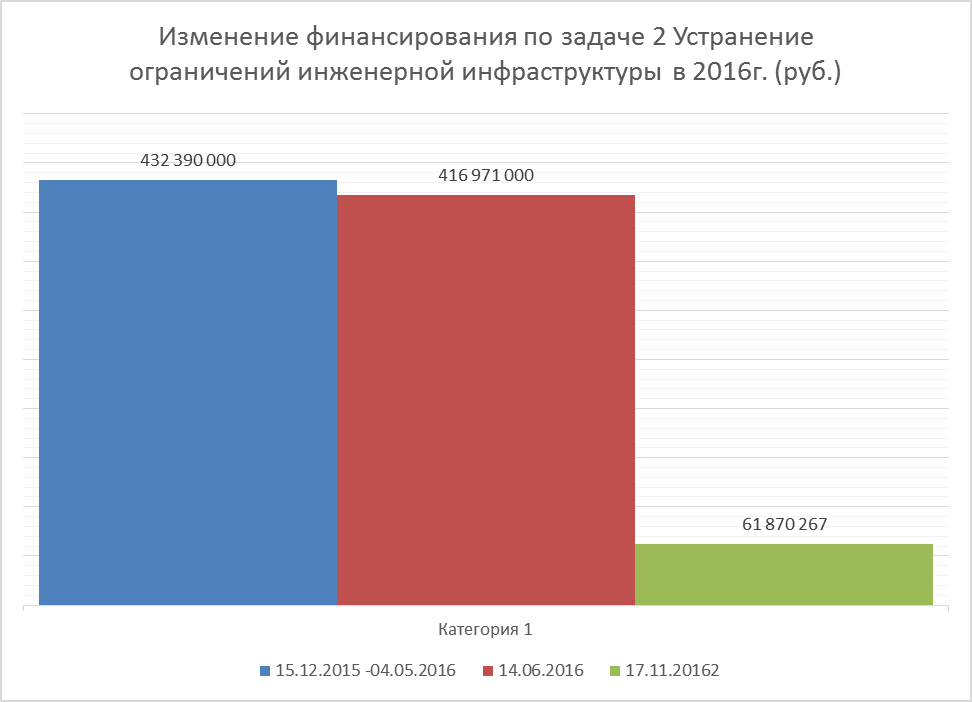 Изменение финансирования по задаче 2 Устранение
ограничений инженерной инфраструктуры в 2016г. (руб.)
432 390 000
416 971 000
61 870 267
Категория 1
15.12.2015 -04.05.2016
14.06.2016
17.11.20162